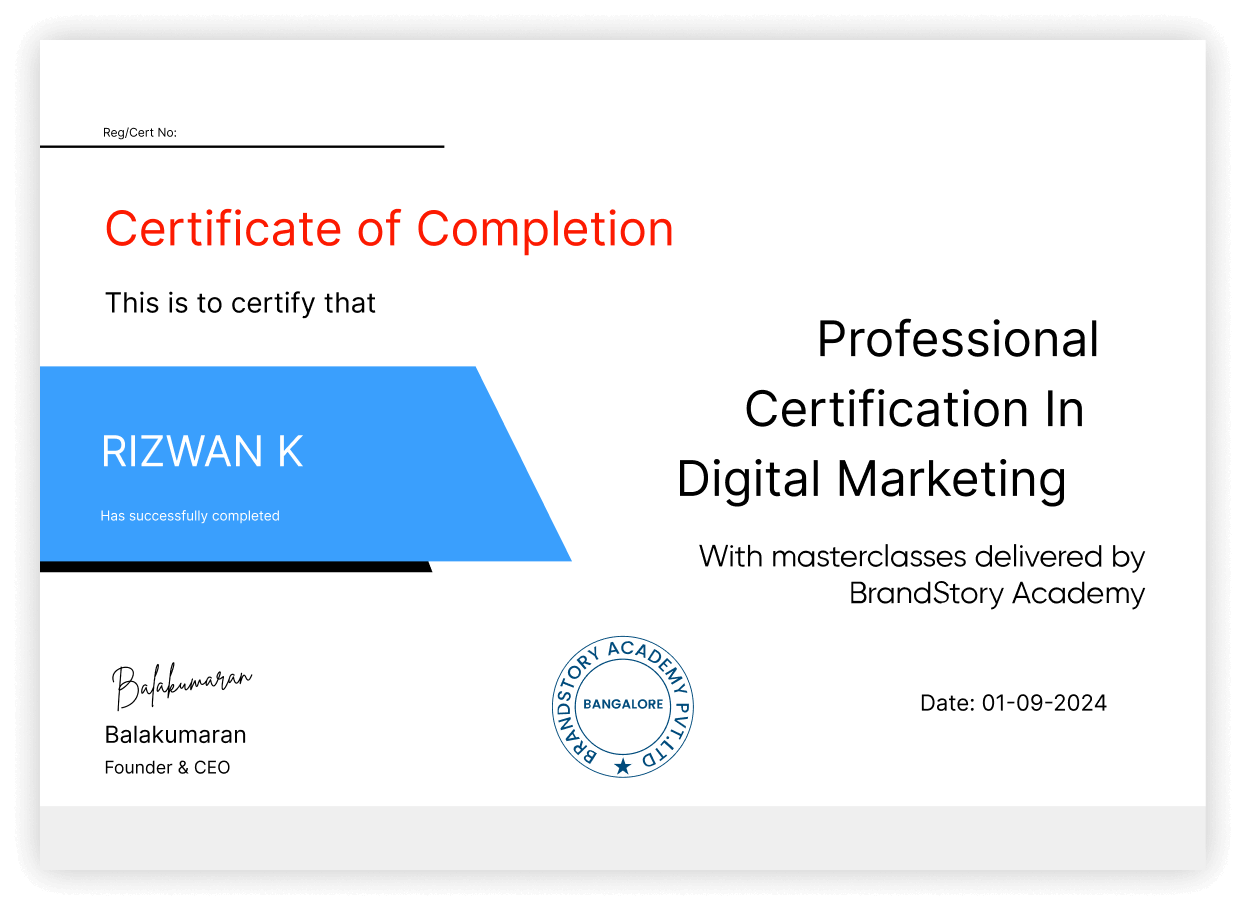 Reg/Cert No:
Certificate of Completion
This is to certify that
RIZWAN K
Has successfully completed
Professional
Certification In
Digital Marketing
With masterclasses delivered by
BrandStory Academy
Balakumaran
Balakumaran
Founder & CEO
BRANDSTORY ACADEMY PVT.LTD
BANGALORE
Date: 01-09-2024